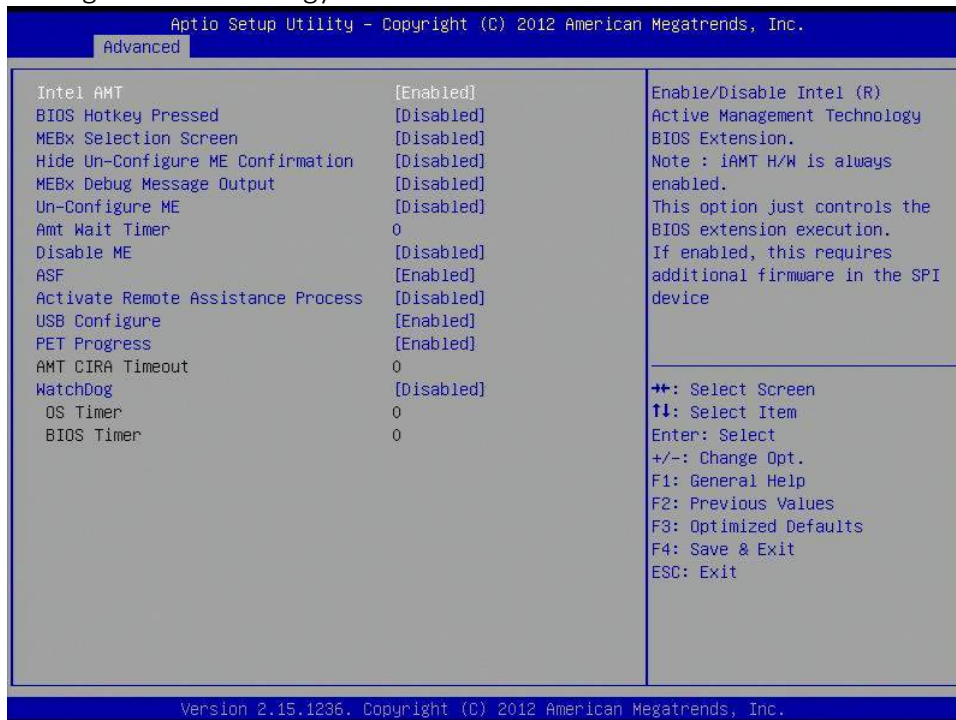 Aptio Setup Utility – Copyright (C) 2012 American Megatrends, Inc.
Advanced
Intel AMT [Enabled]
BIOS Hotkey Pressed [Disabled]
MEBx Selection Screen [Disabled]
Hide Un-Configure ME Confirmation [Disabled]
MEBx Debug Message Output [Disabled]
Un-Configure ME [Disabled]
Amt Wait Timer 0
Disable ME [Disabled]
ASF [Enabled]
Activate Remote Assistance Process [Disabled]
USB Configure [Enabled]
PET Progress [Enabled]
AMT CIRA Timeout 0
WatchDog [Disabled]
OS Timer 0
BIOS Timer 0
Enable/Disable Intel (R)
Active Management Technology
BIOS Extension.
Note : iAMT H/W is always
enabled.
This option just controls the
BIOS extension execution.
If enabled, this requires
additional firmware in the SPI
device
→←: Select Screen
↑↓: Select Item
Enter: Select
+/-: Change Opt.
F1: General Help
F2: Previous Values
F3: Optimized Defaults
F4: Save & Exit
ESC: Exit
Version 2.15.1236. Copyright (C) 2012 American Megatrends, Inc.